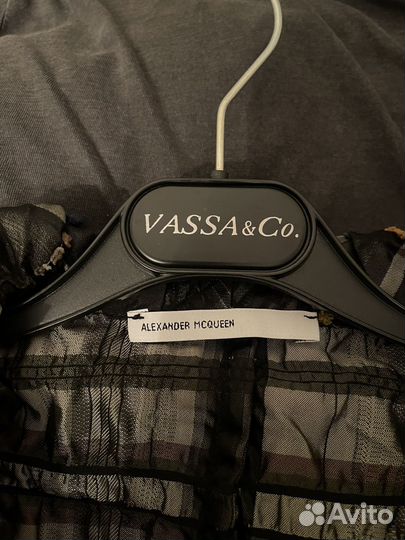 VASSA & CO.
ALEXANDER MCQUEEN
Avito